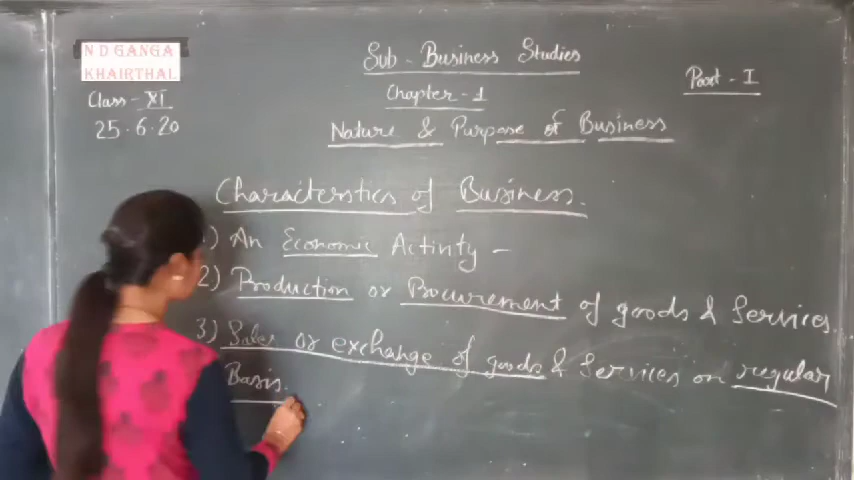 N D GANGA
KHAIRTHAL
Class - XI
25.6.20
Sub - Business Studies
Chapter - 1
Part - I
Nature & Purpose of Business
Characterstics of Business.
1) An Economic Activity -
2) Production or Procurement of goods & Services.
3) Sales or exchange of goods & Services on regular
Basis.